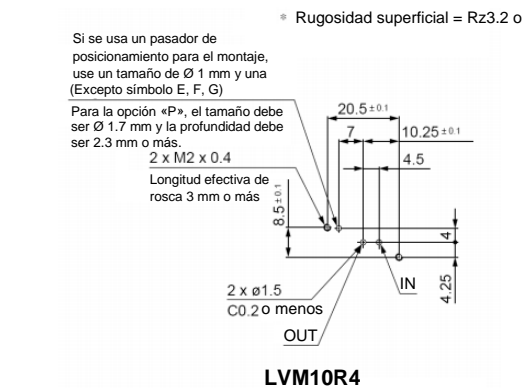 * Rugosidad superficial = Rz3.2 o
Si se usa un pasador de
posicionamiento para el montaje,
use un tamaño de Ø 1 mm y una
(Excepto símbolo E, F, G)
Para la opción «P», el tamaño debe
ser Ø 1.7 mm y la profundidad debe
ser 2.3 mm o más.
2 x M2 x 0.4
Longitud efectiva de
rosca 3 mm o más
20.5 ±0.1
7
10.25 ±0.1
4.5
8.5 ±0.1
4
4.25
2 x ø1.5
C0.2 o menos
IN
OUT
LVM10R4